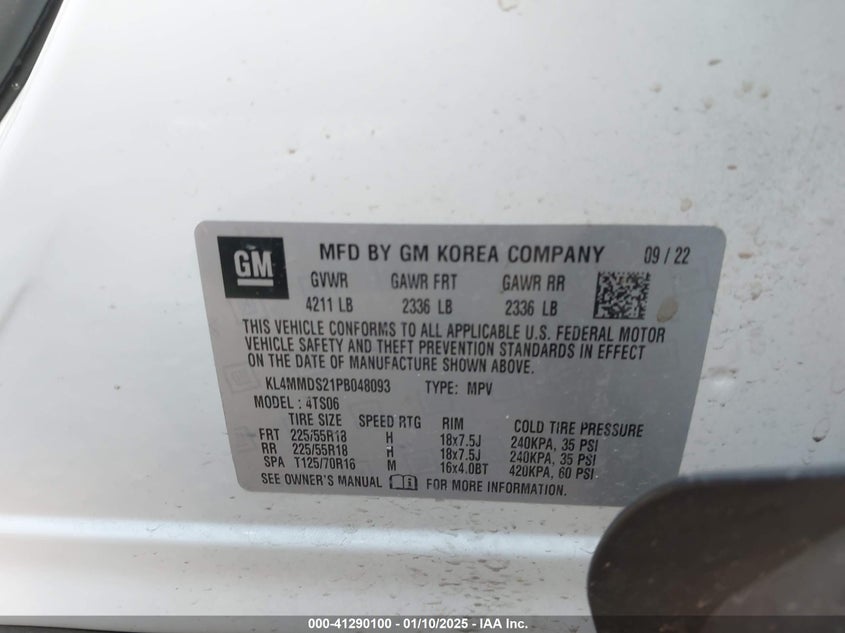 GM MFD BY GM KOREA COMPANY 09 / 22
GVWR GAWR FRT GAWR RR
4211 LB 2336 LB 2336 LB
THIS VEHICLE CONFORMS TO ALL APPLICABLE U.S. FEDERAL MOTOR
VEHICLE SAFETY AND THEFT PREVENTION STANDARDS IN EFFECT
ON THE DATE OF MANUFACTURE SHOWN ABOVE.
KL4MMDS21PB048093 TYPE: MPV
MODEL : 4TS06
TIRE SIZE SPEED RTG RIM COLD TIRE PRESSURE
FRT 225/55R18 H 18x7.5J 240KPA, 35 PSI
RR 225/55R18 H 18x7.5J 240KPA, 35 PSI
SPA T125/70R16 M 16x4.0BT 420KPA, 60 PSI
SEE OWNER'S MANUAL FOR MORE INFORMATION.
000-41290100 - 01/10/2025 - IAA Inc.